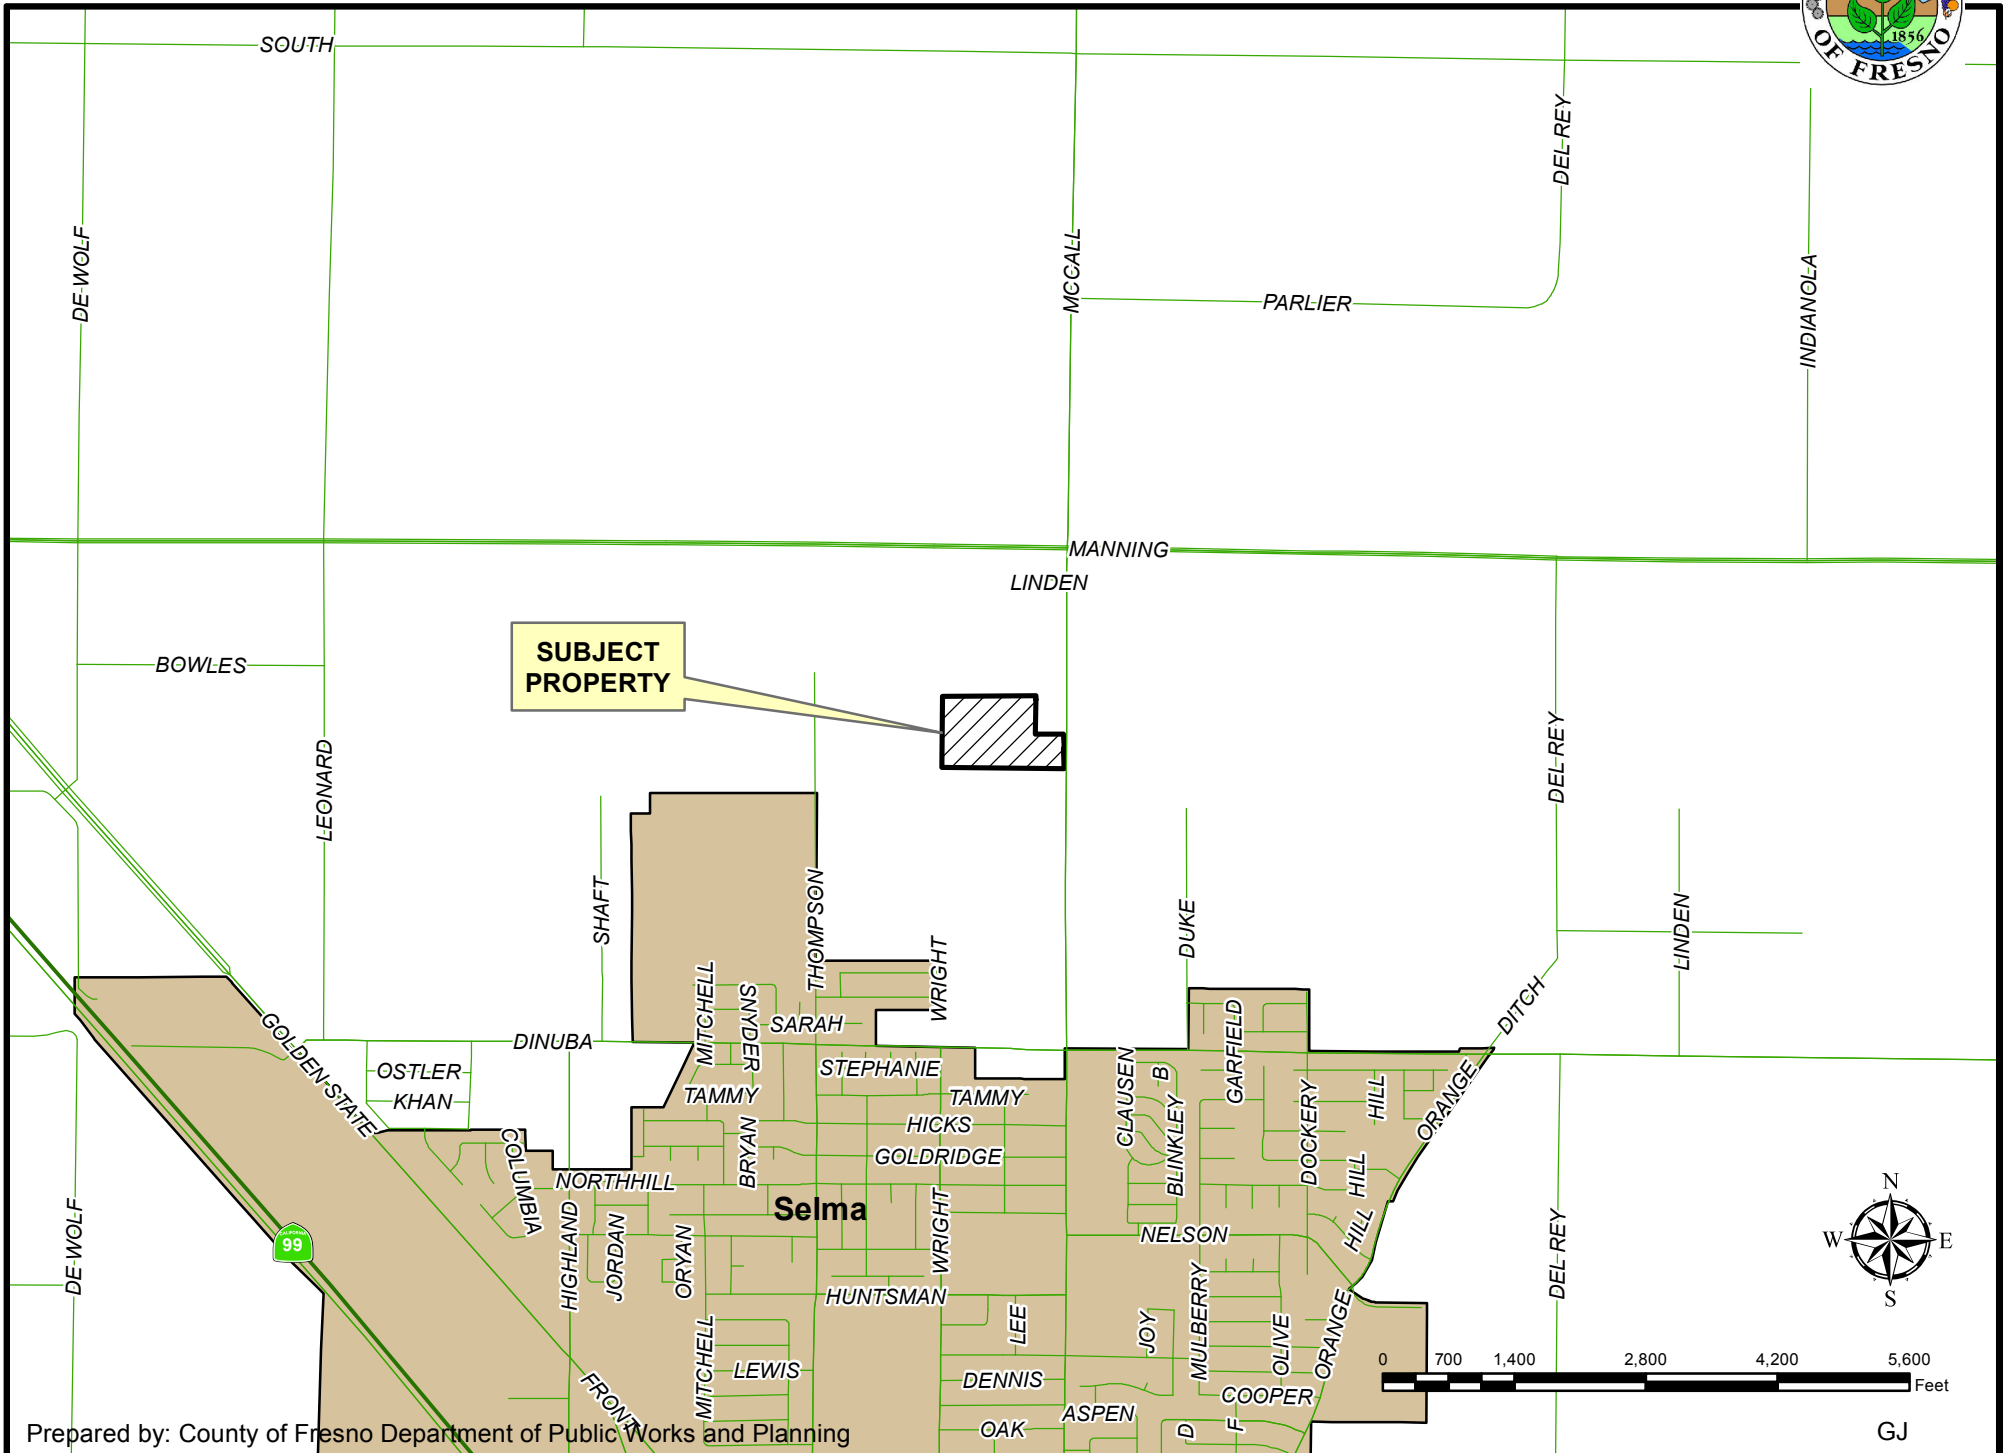 1856
OF FRESNO
SOUTH
DEL REY
DE WOLF
MCCALL
PARLIER
INDIANOLA
MANNING
LINDEN
SUBJECT
PROPERTY
BOWLES
LEONARD
DEL REY
SHAFT
THOMPSON
WRIGHT
DUKE
LINDEN
DITCH
MITCHELL
SNYDER
SARAH
GARFIELD
GOLDEN STATE
DINUBA
OSTLER
KHAN
STEPHANIE
TAMMY
TAMMY
HICKS
GOLDRIDGE
CLAUSEN
B
BLINKLEY
DOCKERY
HILL
ORANGE
COLUMBIA
NORTHHILL
BRYAN
HILL
Selma
HIGHLAND
JORDAN
ORYAN
WRIGHT
NELSON
HILL
DE WOLF
CALIFORNIA
99
DEL REY
N
W
E
S
HUNTSMAN
LEE
JOY
MULBERRY
OLIVE
ORANGE
MITCHELL
LEWIS
DENNIS
COOPER
FRONT
ASPEN
OAK
D
F
0 700 1,400 2,800 4,200 5,600
Feet
Prepared by: County of Fresno Department of Public Works and Planning
GJ